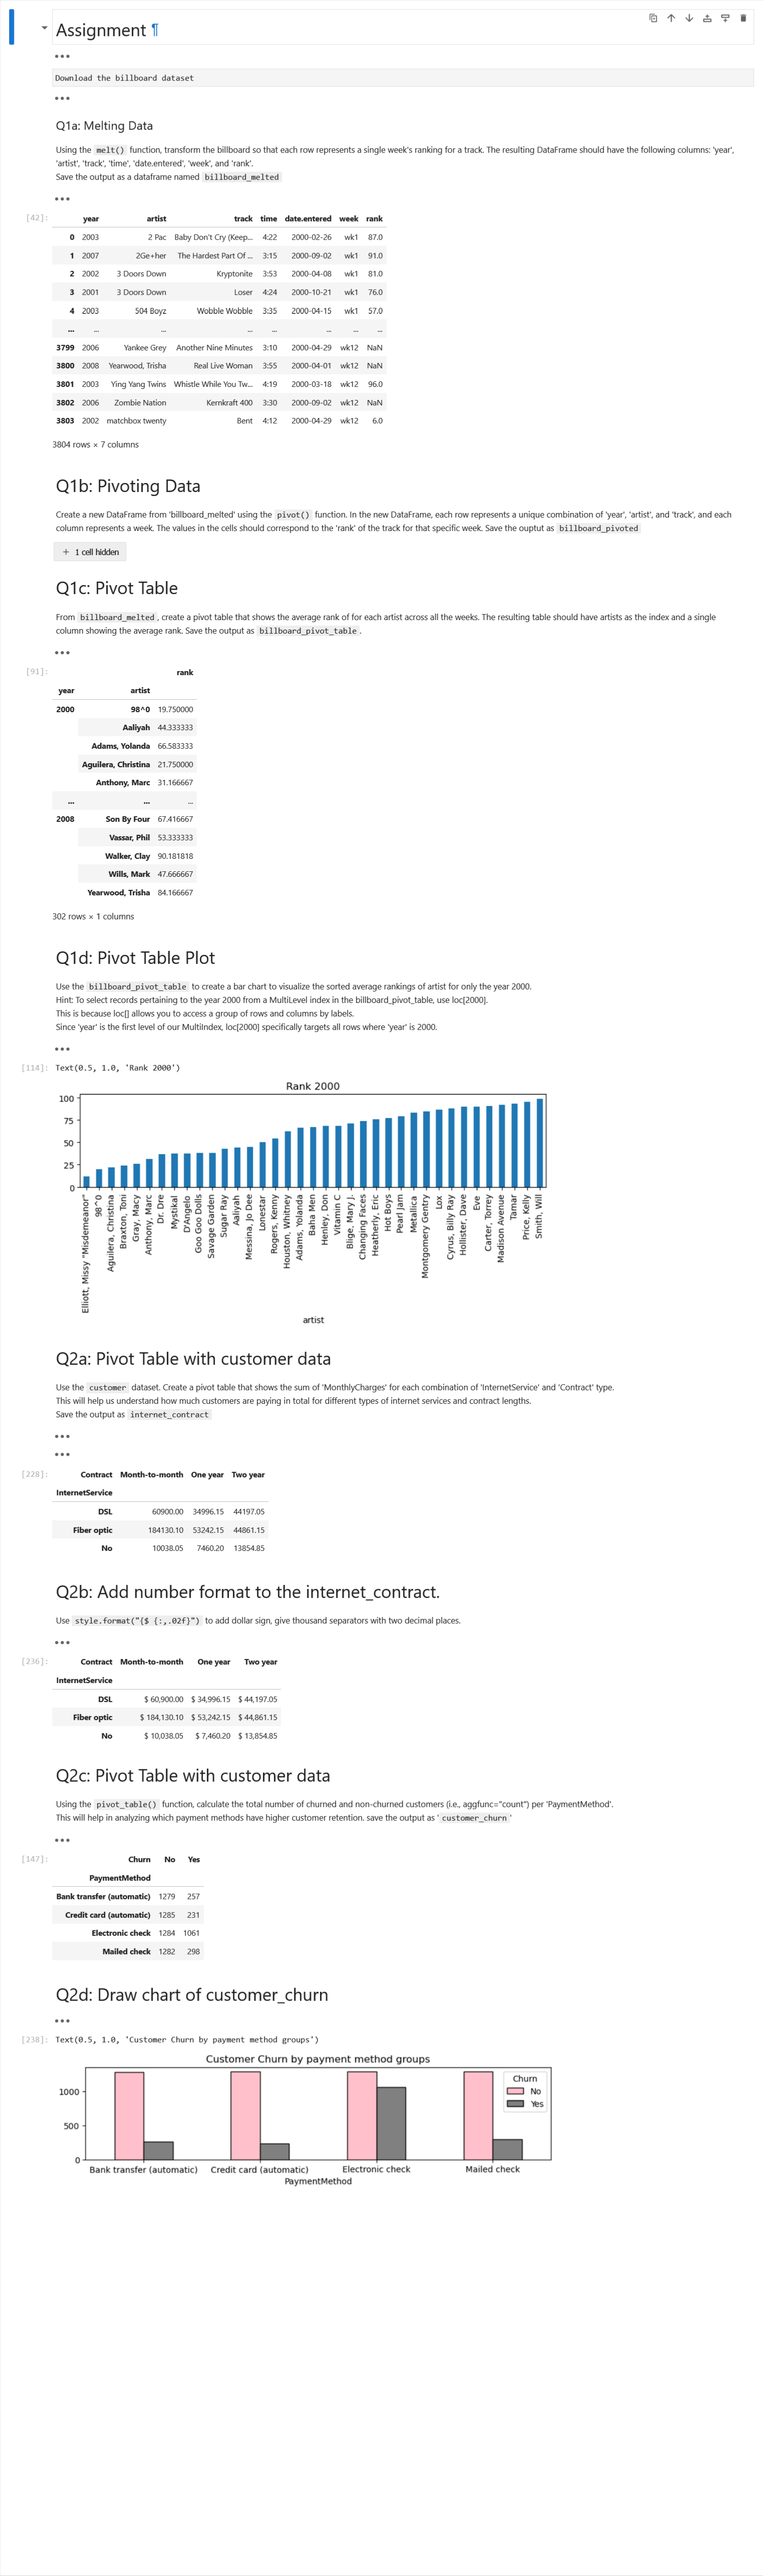 Assignment ¶
Download the billboard dataset
Q1a: Melting Data
Using the melt() function, transform the billboard so that each row represents a single week's ranking for a track. The resulting DataFrame should have the following columns: 'year',
'artist', 'track', 'time', 'date.entered', 'week', and 'rank'.
Save the output as a dataframe named billboard_melted
[42]:
year artist track time date.entered week rank
0 2003 2 Pac Baby Don't Cry (Keep... 4:22 2000-02-26 wk1 87.0
1 2007 2Ge+her The Hardest Part Of ... 3:15 2000-09-02 wk1 91.0
2 2002 3 Doors Down Kryptonite 3:53 2000-04-08 wk1 81.0
3 2001 3 Doors Down Loser 4:24 2000-10-21 wk1 76.0
4 2003 504 Boyz Wobble Wobble 3:35 2000-04-15 wk1 57.0
... ... ... ... ... ... ... ...
3799 2006 Yankee Grey Another Nine Minutes 3:10 2000-04-29 wk12 NaN
3800 2008 Yearwood, Trisha Real Live Woman 3:55 2000-04-01 wk12 NaN
3801 2003 Ying Yang Twins Whistle While You Tw... 4:19 2000-03-18 wk12 96.0
3802 2006 Zombie Nation Kernkraft 400 3:30 2000-09-02 wk12 NaN
3803 2002 matchbox twenty Bent 4:12 2000-04-29 wk12 6.0
3804 rows × 7 columns
Q1b: Pivoting Data
Create a new DataFrame from 'billboard_melted' using the pivot() function. In the new DataFrame, each row represents a unique combination of 'year', 'artist', and 'track', and each
column represents a week. The values in the cells should correspond to the 'rank' of the track for that specific week. Save the ouptut as billboard_pivoted
+ 1 cell hidden
Q1c: Pivot Table
From billboard_melted, create a pivot table that shows the average rank of for each artist across all the weeks. The resulting table should have artists as the index and a single
column showing the average rank. Save the output as billboard_pivot_table.
[91]:
rank
year artist
2000 98^0 19.750000
Aaliyah 44.333333
Adams, Yolanda 66.583333
Aguilera, Christina 21.750000
Anthony, Marc 31.166667
... ... ...
2008 Son By Four 67.416667
Vassar, Phil 53.333333
Walker, Clay 90.181818
Wills, Mark 47.666667
Yearwood, Trisha 84.166667
302 rows × 1 columns
Q1d: Pivot Table Plot
Use the billboard_pivot_table to create a bar chart to visualize the sorted average rankings of artist for only the year 2000.
Hint: To select records pertaining to the year 2000 from a MultiLevel index in the billboard_pivot_table, use loc[2000].
This is because loc[] allows you to access a group of rows and columns by labels.
Since 'year' is the first level of our MultiIndex, loc[2000] specifically targets all rows where 'year' is 2000.
[114]: Text(0.5, 1.0, 'Rank 2000')
Rank 2000
100
75
50
25
0
Elliott, Missy "Misdemeanor"
98^0
Aguilera, Christina
Braxton, Toni
Gray, Macy
Anthony, Marc
Dr. Dre
Mystikal
D'Angelo
Goo Goo Dolls
Savage Garden
Sugar Ray
Aaliyah
Messina, Jo Dee
Lonestar
Rogers, Kenny
Houston, Whitney
Adams, Yolanda
Baha Men
Henley, Don
Vitamin C
Blige, Mary J.
Changing Faces
Heatherly, Eric
Hot Boys
Pearl Jam
Metallica
Montgomery Gentry
Lox
Cyrus, Billy Ray
Hollister, Dave
Eve
Carter, Torrey
Madison Avenue
Tamar
Price, Kelly
Smith, Will
artist
Q2a: Pivot Table with customer data
Use the customer dataset. Create a pivot table that shows the sum of 'MonthlyCharges' for each combination of 'InternetService' and 'Contract' type.
This will help us understand how much customers are paying in total for different types of internet services and contract lengths.
Save the output as internet_contract
[228]:
Contract Month-to-month One year Two year
InternetService
DSL 60900.00 34996.15 44197.05
Fiber optic 184130.10 53242.15 44861.15
No 10038.05 7460.20 13854.85
Q2b: Add number format to the internet_contract.
Use style.format("{$ {:,.02f}") to add dollar sign, give thousand separators with two decimal places.
[236]:
Contract Month-to-month One year Two year
InternetService
DSL $ 60,900.00 $ 34,996.15 $ 44,197.05
Fiber optic $ 184,130.10 $ 53,242.15 $ 44,861.15
No $ 10,038.05 $ 7,460.20 $ 13,854.85
Q2c: Pivot Table with customer data
Using the pivot_table() function, calculate the total number of churned and non-churned customers (i.e., aggfunc="count") per 'PaymentMethod'.
This will help in analyzing which payment methods have higher customer retention. save the output as 'customer_churn'
[147]:
Churn No Yes
PaymentMethod
Bank transfer (automatic) 1279 257
Credit card (automatic) 1285 231
Electronic check 1284 1061
Mailed check 1282 298
Q2d: Draw chart of customer_churn
[238]: Text(0.5, 1.0, 'Customer Churn by payment method groups')
Customer Churn by payment method groups
1000
500
0
Churn
No
Yes
Bank transfer (automatic) Credit card (automatic) Electronic check Mailed check
PaymentMethod